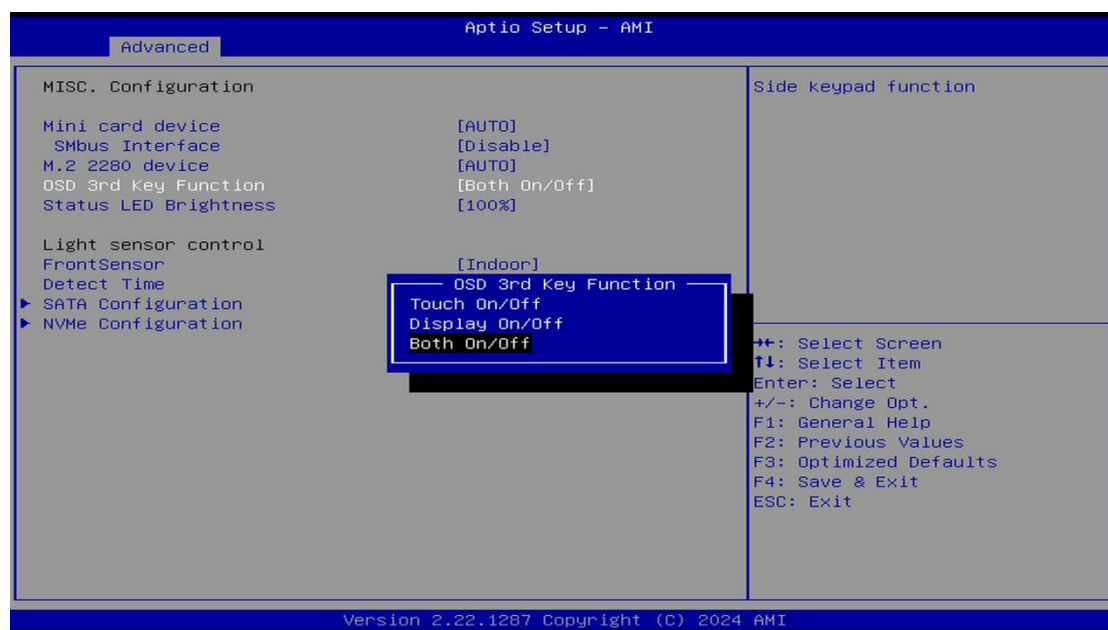 Aptio Setup – AMI
Advanced
MISC. Configuration
Mini card device [AUTO]
SMbus Interface [Disable]
M.2 2280 device [AUTO]
OSD 3rd Key Function [Both On/Off]
Status LED Brightness [100%]
Light sensor control
FrontSensor [Indoor]
Detect Time
▶ SATA Configuration
▶ NVMe Configuration
OSD 3rd Key Function
Touch On/Off
Display On/Off
Both On/Off
Side keypad function
→←: Select Screen
↑↓: Select Item
Enter: Select
+/-: Change Opt.
F1: General Help
F2: Previous Values
F3: Optimized Defaults
F4: Save & Exit
ESC: Exit
Version 2.22.1287 Copyright (C) 2024 AMI